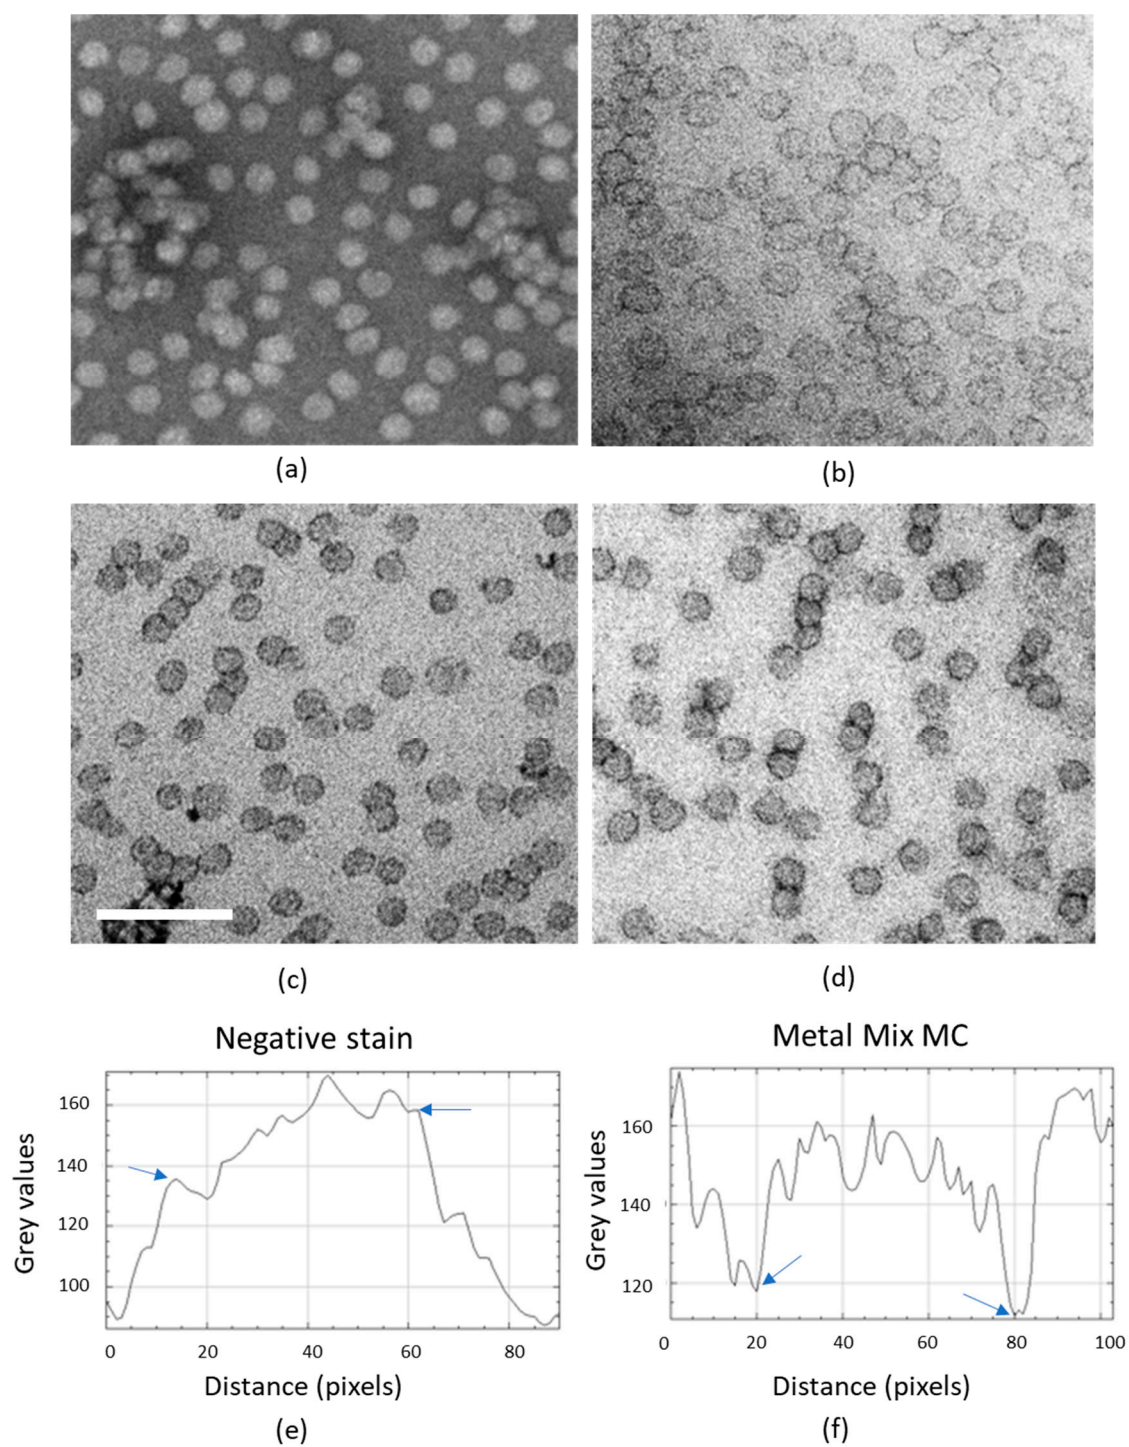 (a)
(b)
(c)
(d)
Negative stain
Metal Mix MC
160
140
120
100
Grey values
0
20
40
60
80
Distance (pixels)
(e)
160
140
120
Grey values
0
20
40
60
80
100
Distance (pixels)
(f)